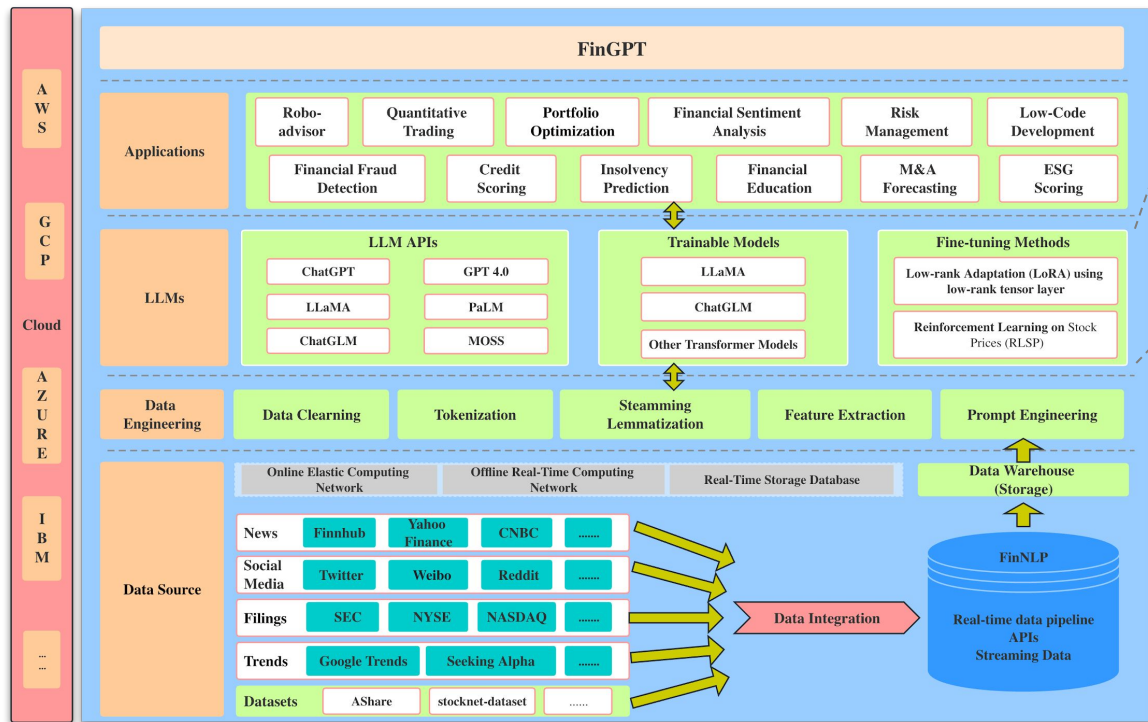 FinGPT
A
W
S
G
C
P
Cloud
A
Z
U
R
E
I
B
M
...
...
Applications
Robo-
advisor
Quantitative
Trading
Portfolio
Optimization
Financial Sentiment
Analysis
Risk
Management
Low-Code
Development
Financial Fraud
Detection
Credit
Scoring
Insolvency
Prediction
Financial
Education
M&A
Forecasting
ESG
Scoring
LLMs
LLM APIs
ChatGPT
GPT 4.0
LLaMA
PaLM
ChatGLM
MOSS
Trainable Models
LLaMA
ChatGLM
Other Transformer Models
Fine-tuning Methods
Low-rank Adaptation (LoRA) using
low-rank tensor layer
Reinforcement Learning on Stock
Prices (RLSP)
Data
Engineering
Data Clearning
Tokenization
Steamming
Lemmatization
Feature Extraction
Prompt Engineering
Data Source
Online Elastic Computing
Network
Offline Real-Time Computing
Network
Real-Time Storage Database
Data Warehouse
(Storage)
News
Finnhub
Yahoo
Finance
CNBC
.......
Social
Media
Twitter
Weibo
Reddit
.......
Filings
SEC
NYSE
NASDAQ
.......
Trends
Google Trends
Seeking Alpha
.......
Datasets
AShare
stocknet-dataset
......
Data Integration
FinNLP
Real-time data pipeline
APIs
Streaming Data